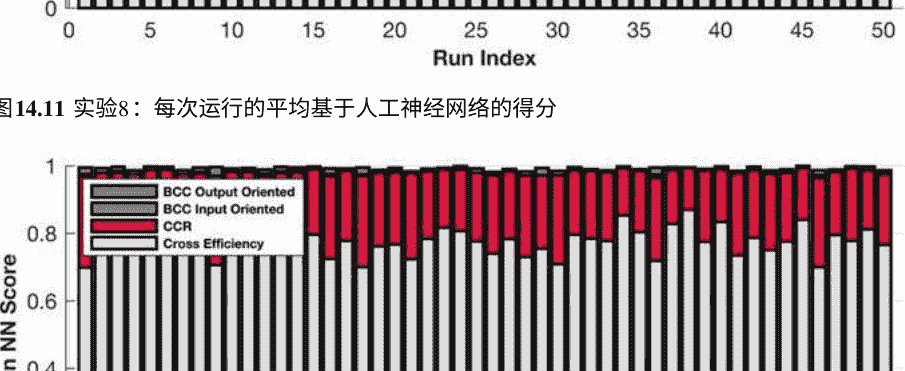 0
0 5 10 15 20 25 30 35 40 45 50
Run Index
图14.11 实验8：每次运行的平均基于人工神经网络的得分
1
BCC Output Oriented
BCC Input Oriented
CCR
Cross Efficiency
0.8
0.6
0.4
n NN Score